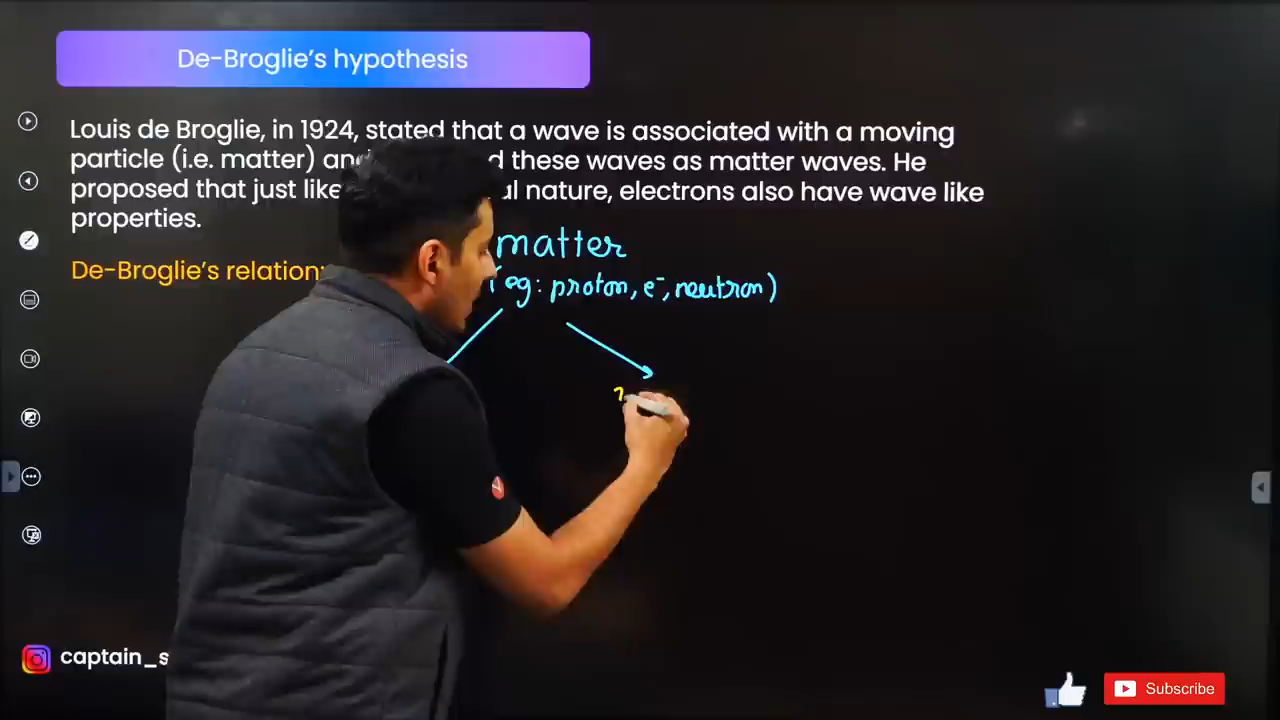 De-Broglie's hypothesis
Louis de Broglie, in 1924, stated that a wave is associated with a moving
particle (i.e. matter) and these waves as matter waves. He
proposed that just like nature, electrons also have wave like
properties.
matter
De-Broglie's relation:
(eg: proton, e⁻, neutron)
captain_s
Subscribe